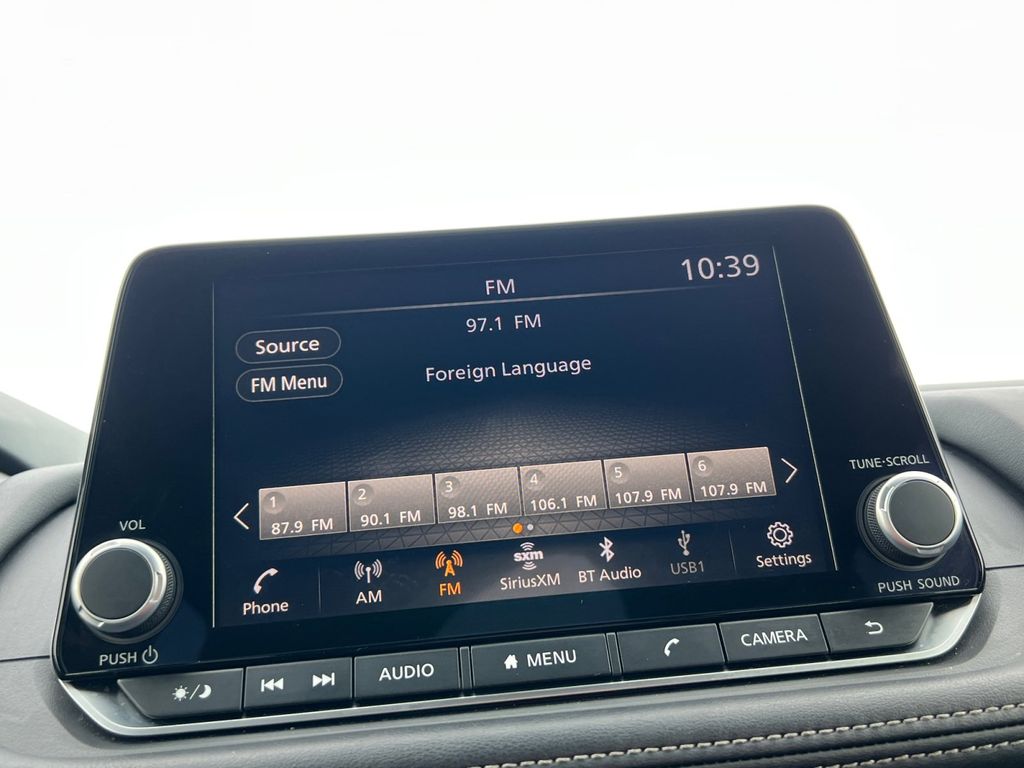 10:39
FM
97.1 FM
Source
Foreign Language
FM Menu
1 2 3 4 5 6
87.9 FM 90.1 FM 98.1 FM 106.1 FM 107.9 FM 107.9 FM
Phone AM FM sxm SiriusXM BT Audio USB1 Settings
VOL
PUSH
TUNE·SCROLL
PUSH SOUND
AUDIO MENU CAMERA